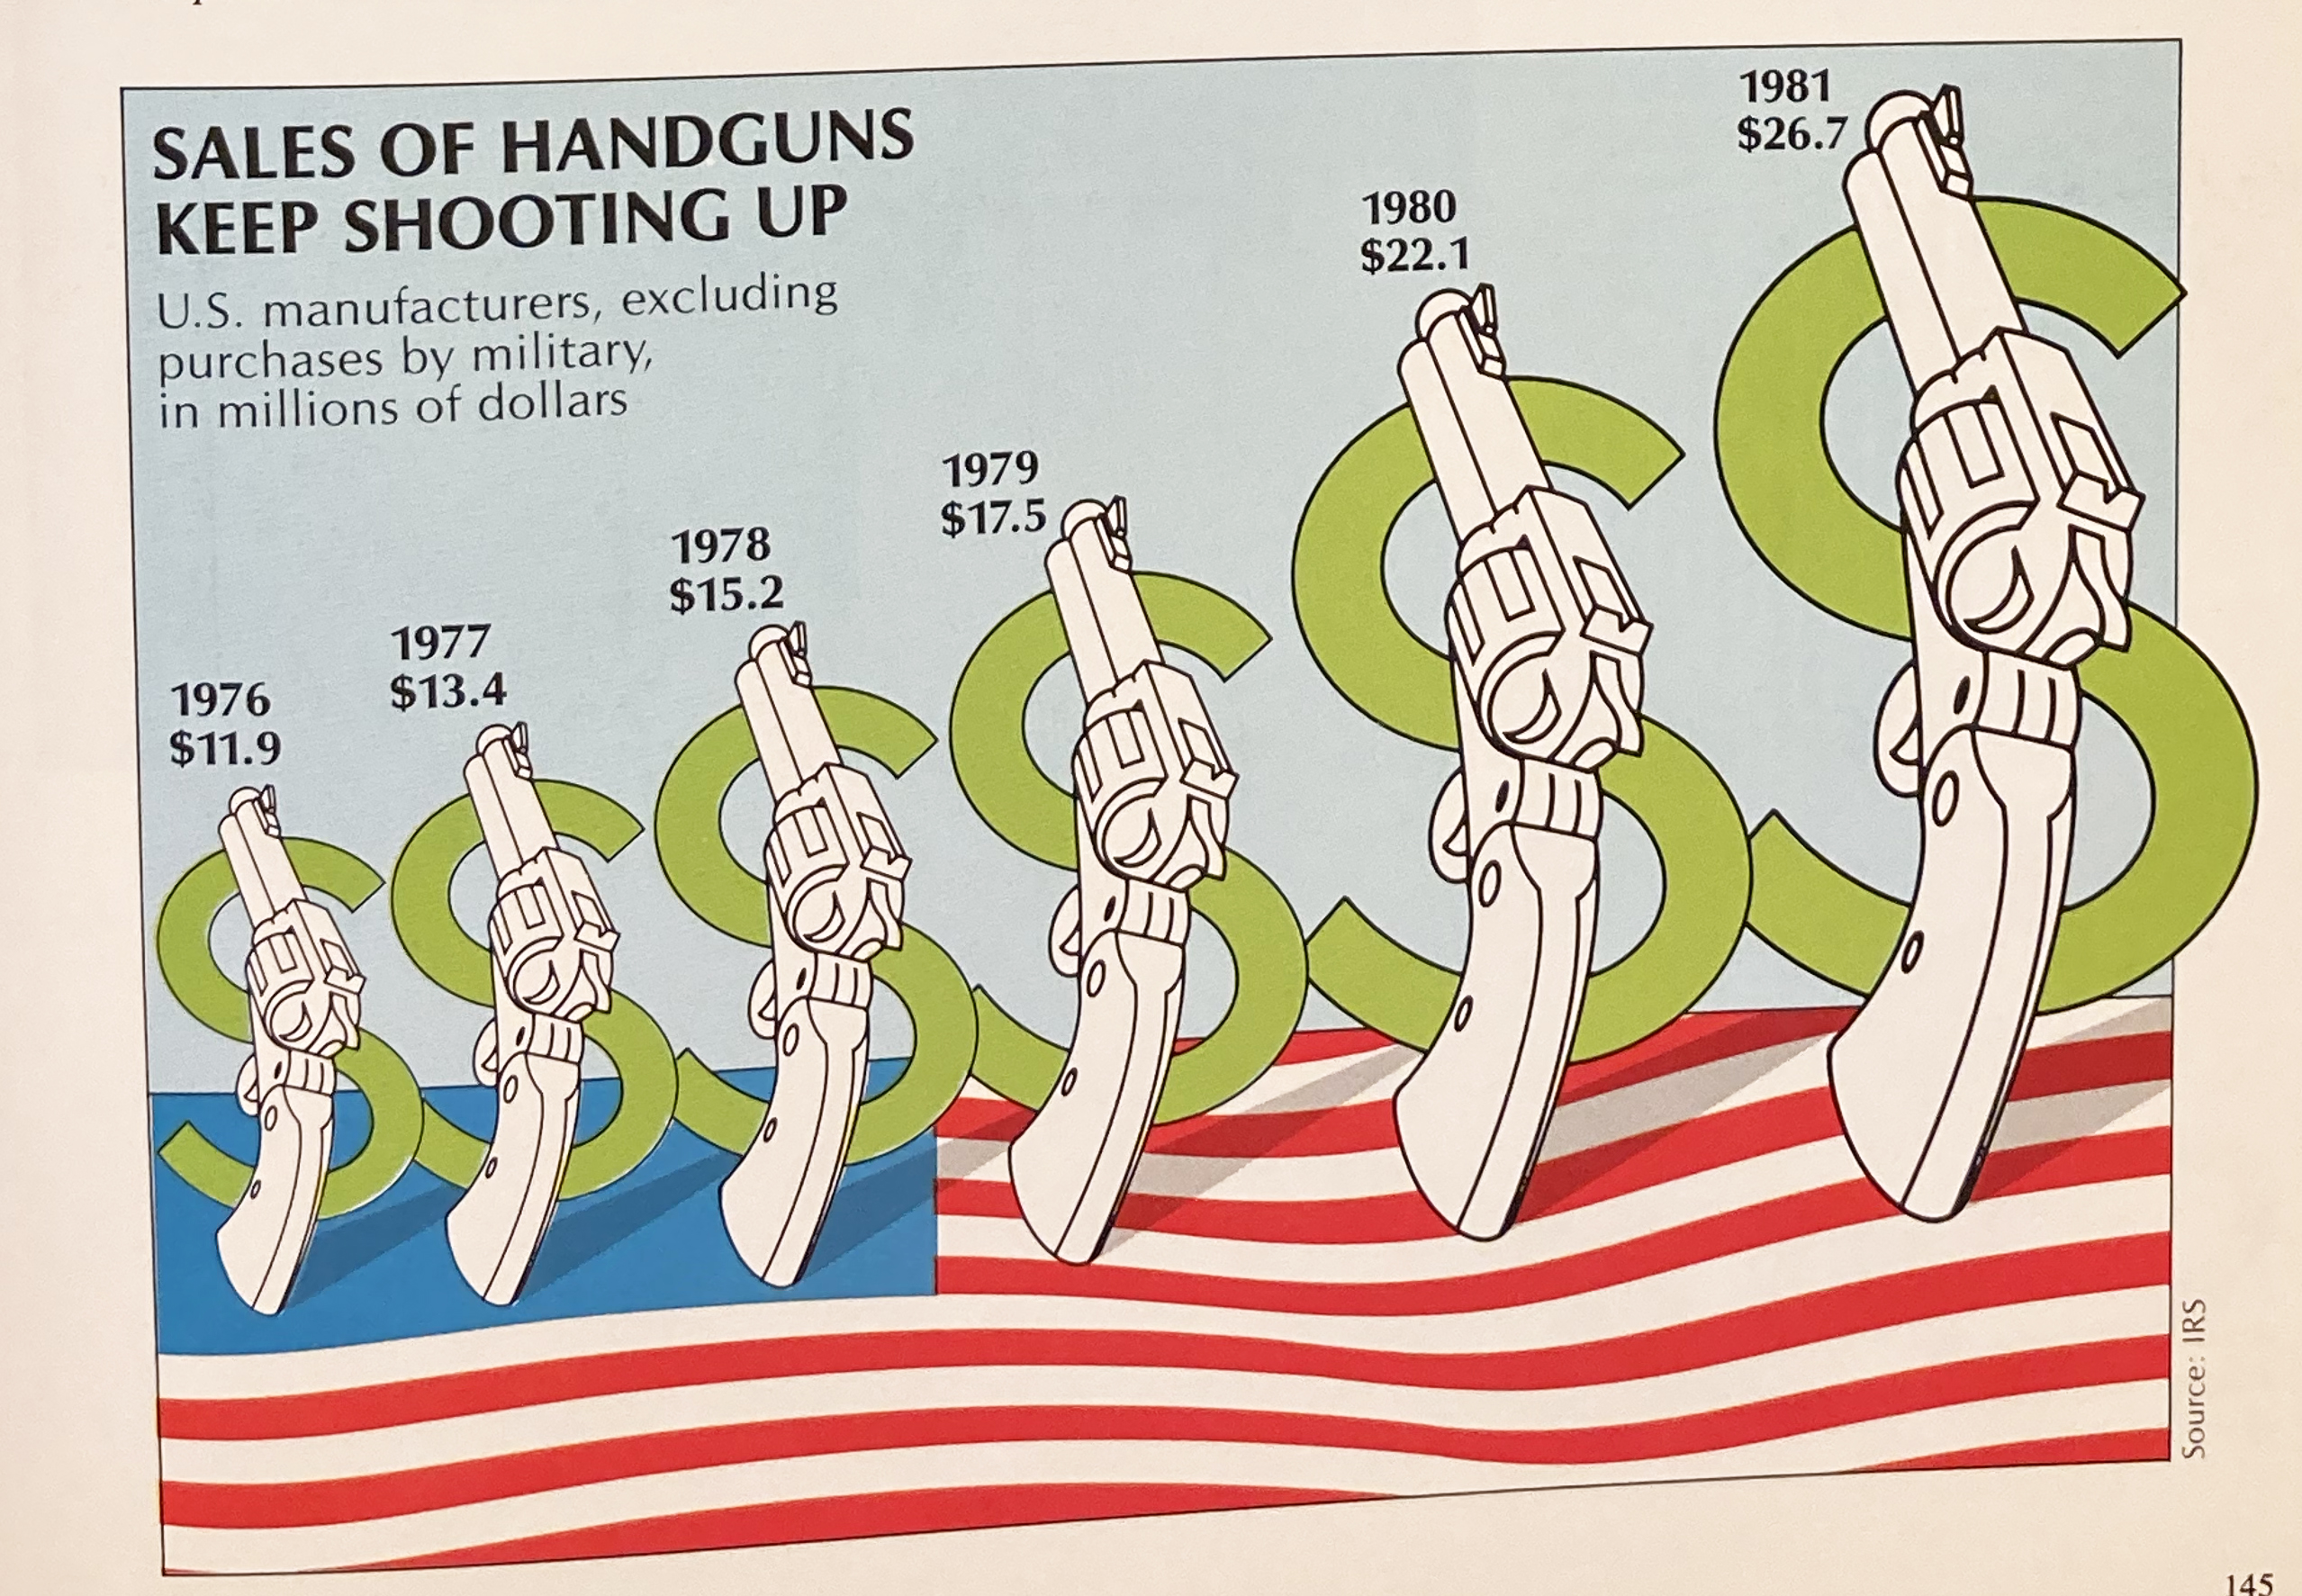 SALES OF HANDGUNS
KEEP SHOOTING UP
U.S. manufacturers, excluding
purchases by military,
in millions of dollars
1976
$11.9
1977
$13.4
1978
$15.2
1979
$17.5
1980
$22.1
1981
$26.7
Source: IRS
145